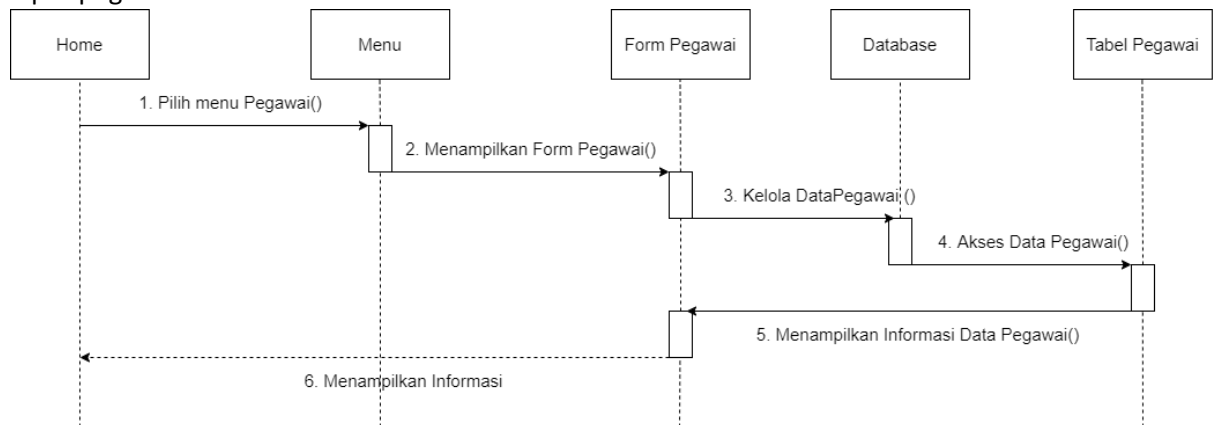 Home
Menu
Form Pegawai
Database
Tabel Pegawai
1. Pilih menu Pegawai()
2. Menampilkan Form Pegawai()
3. Kelola DataPegawai ()
4. Akses Data Pegawai()
5. Menampilkan Informasi Data Pegawai()
6. Menampilkan Informasi